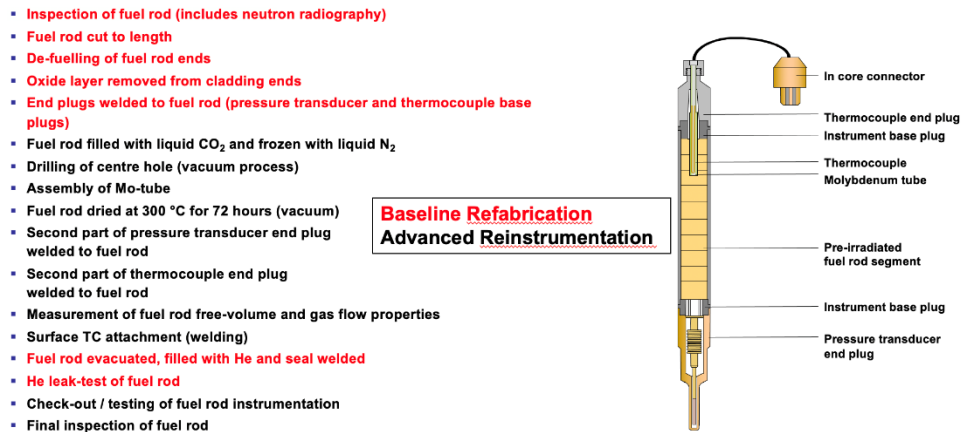 Inspection of fuel rod (includes neutron radiography)
Fuel rod cut to length
De-fuelling of fuel rod ends
Oxide layer removed from cladding ends
End plugs welded to fuel rod (pressure transducer and thermocouple base
plugs)
Fuel rod filled with liquid CO2 and frozen with liquid N2
Drilling of centre hole (vacuum process)
Assembly of Mo-tube
Fuel rod dried at 300 °C for 72 hours (vacuum)
Second part of pressure transducer end plug
welded to fuel rod
Second part of thermocouple end plug
welded to fuel rod
Measurement of fuel rod free-volume and gas flow properties
Surface TC attachment (welding)
Fuel rod evacuated, filled with He and seal welded
He leak-test of fuel rod
Check-out / testing of fuel rod instrumentation
Final inspection of fuel rod
Baseline Refabrication
Advanced Reinstrumentation
In core connector
Thermocouple end plug
Instrument base plug
Thermocouple
Molybdenum tube
Pre-irradiated
fuel rod segment
Instrument base plug
Pressure transducer
end plug